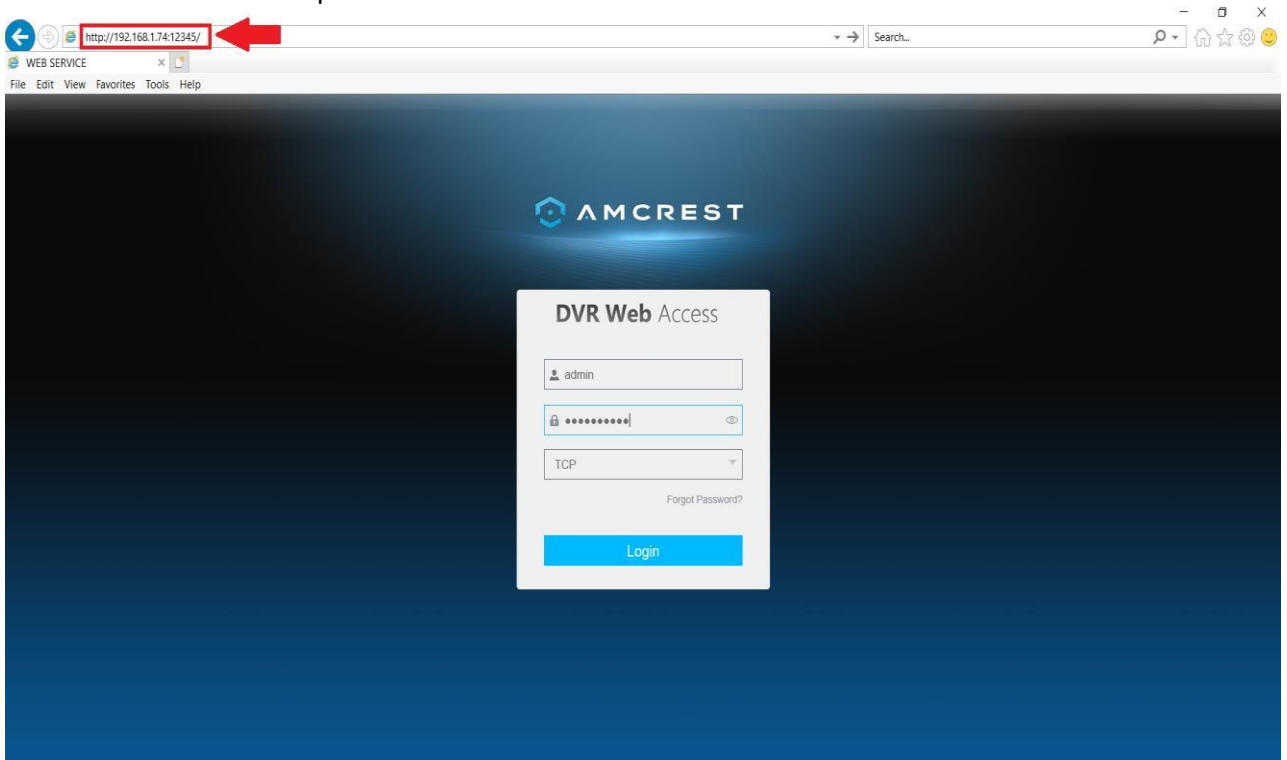 http://192.168.1.74:12345/
Search...
WEB SERVICE
File Edit View Favorites Tools Help
AMCREST
DVR Web Access
admin
••••••••••
TCP
Forgot Password?
Login